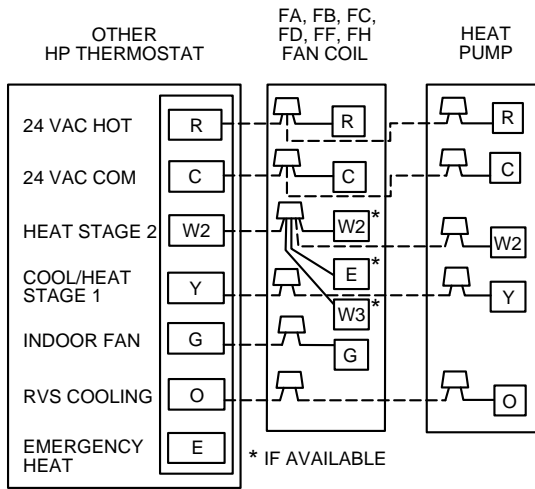 OTHER
HP THERMOSTAT
FA, FB, FC,
FD, FF, FH
FAN COIL
HEAT
PUMP
24 VAC HOT
R
R
R
24 VAC COM
C
C
C
HEAT STAGE 2
W2
W2 *
W2
E *
W3 *
COOL/HEAT
STAGE 1
Y
Y
INDOOR FAN
G
G
RVS COOLING
O
O
EMERGENCY
HEAT
E
* IF AVAILABLE